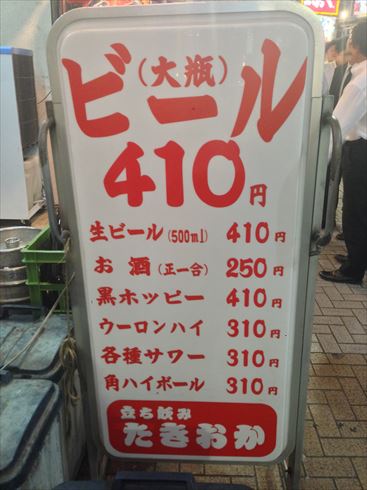 ビール(大瓶)
410円
生ビール(500ml) 410円
お酒(正一合) 250円
黒ホッピー 410円
ウーロンハイ 310円
各種サワー 310円
角ハイボール 310円
立ち飲み
たきおか